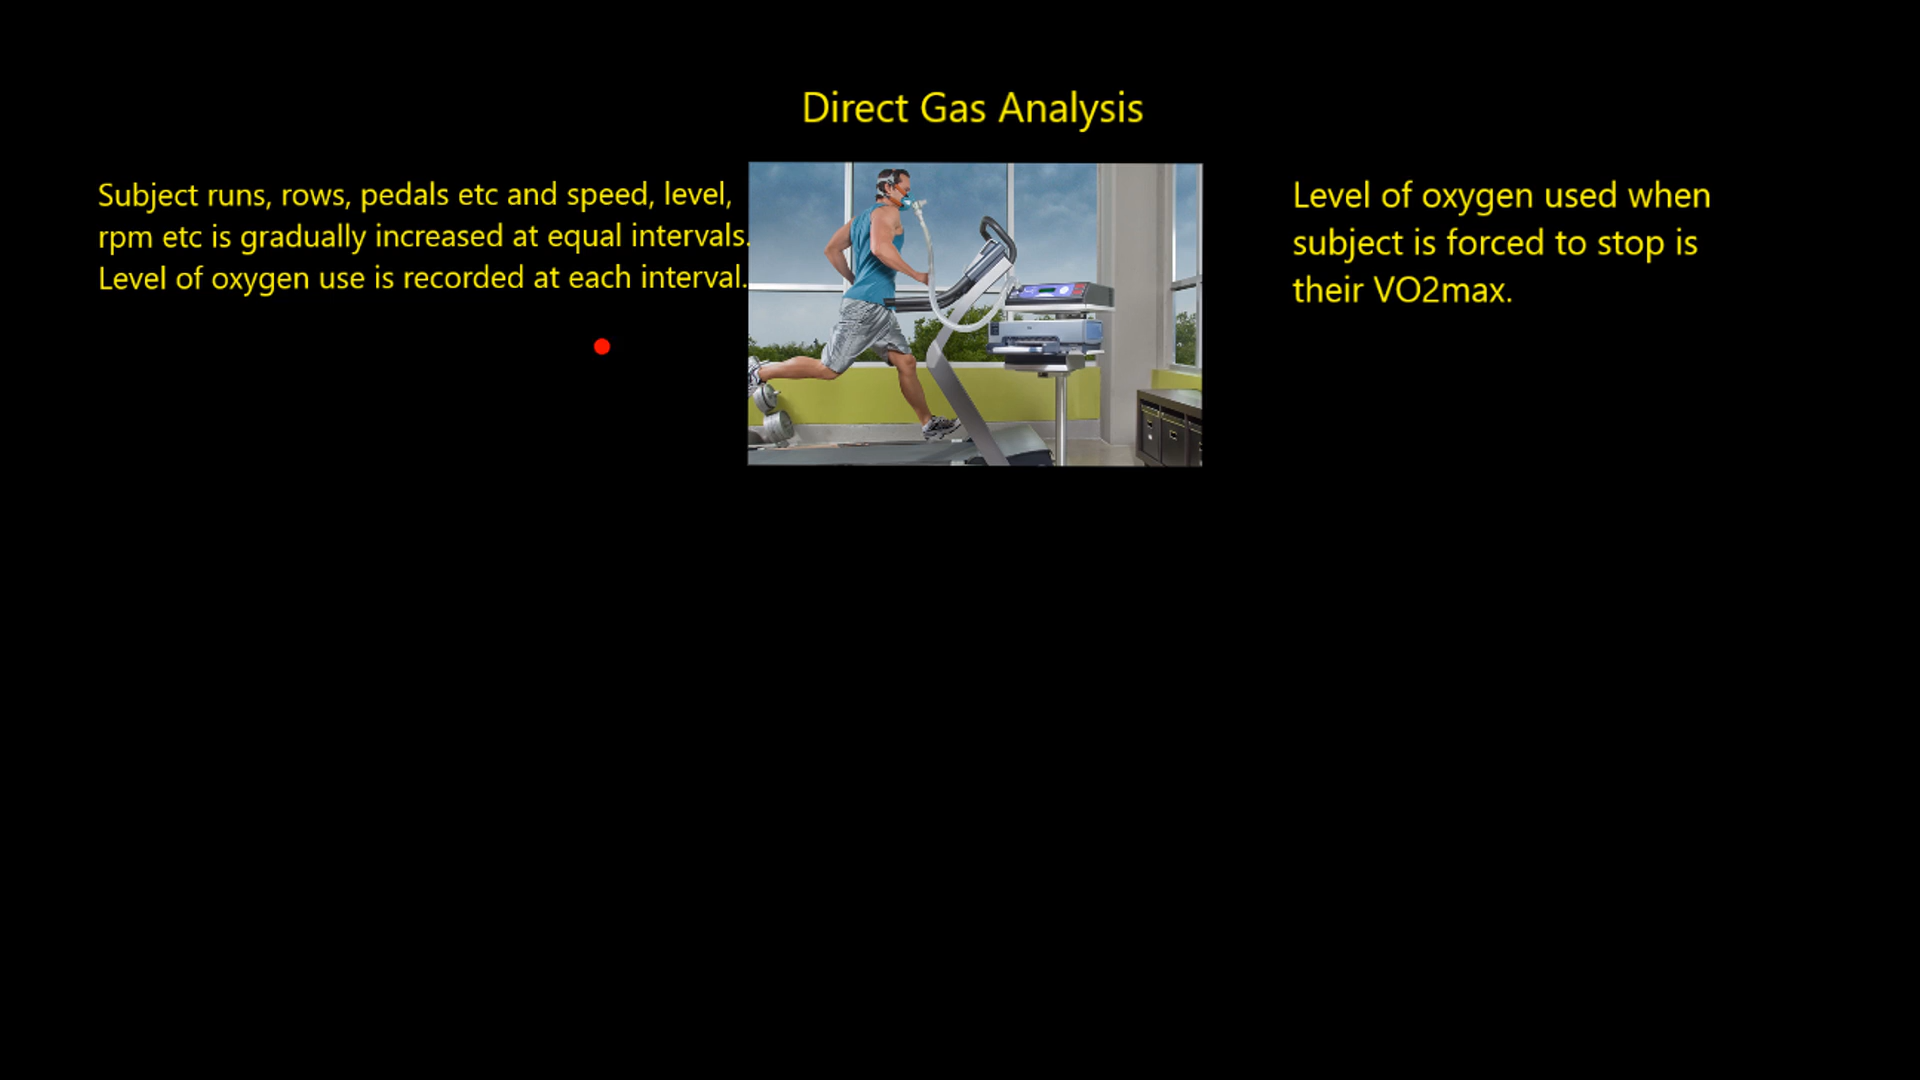 Direct Gas Analysis
Subject runs, rows, pedals etc and speed, level,
rpm etc is gradually increased at equal intervals.
Level of oxygen use is recorded at each interval.
Level of oxygen used when
subject is forced to stop is
their VO2max.